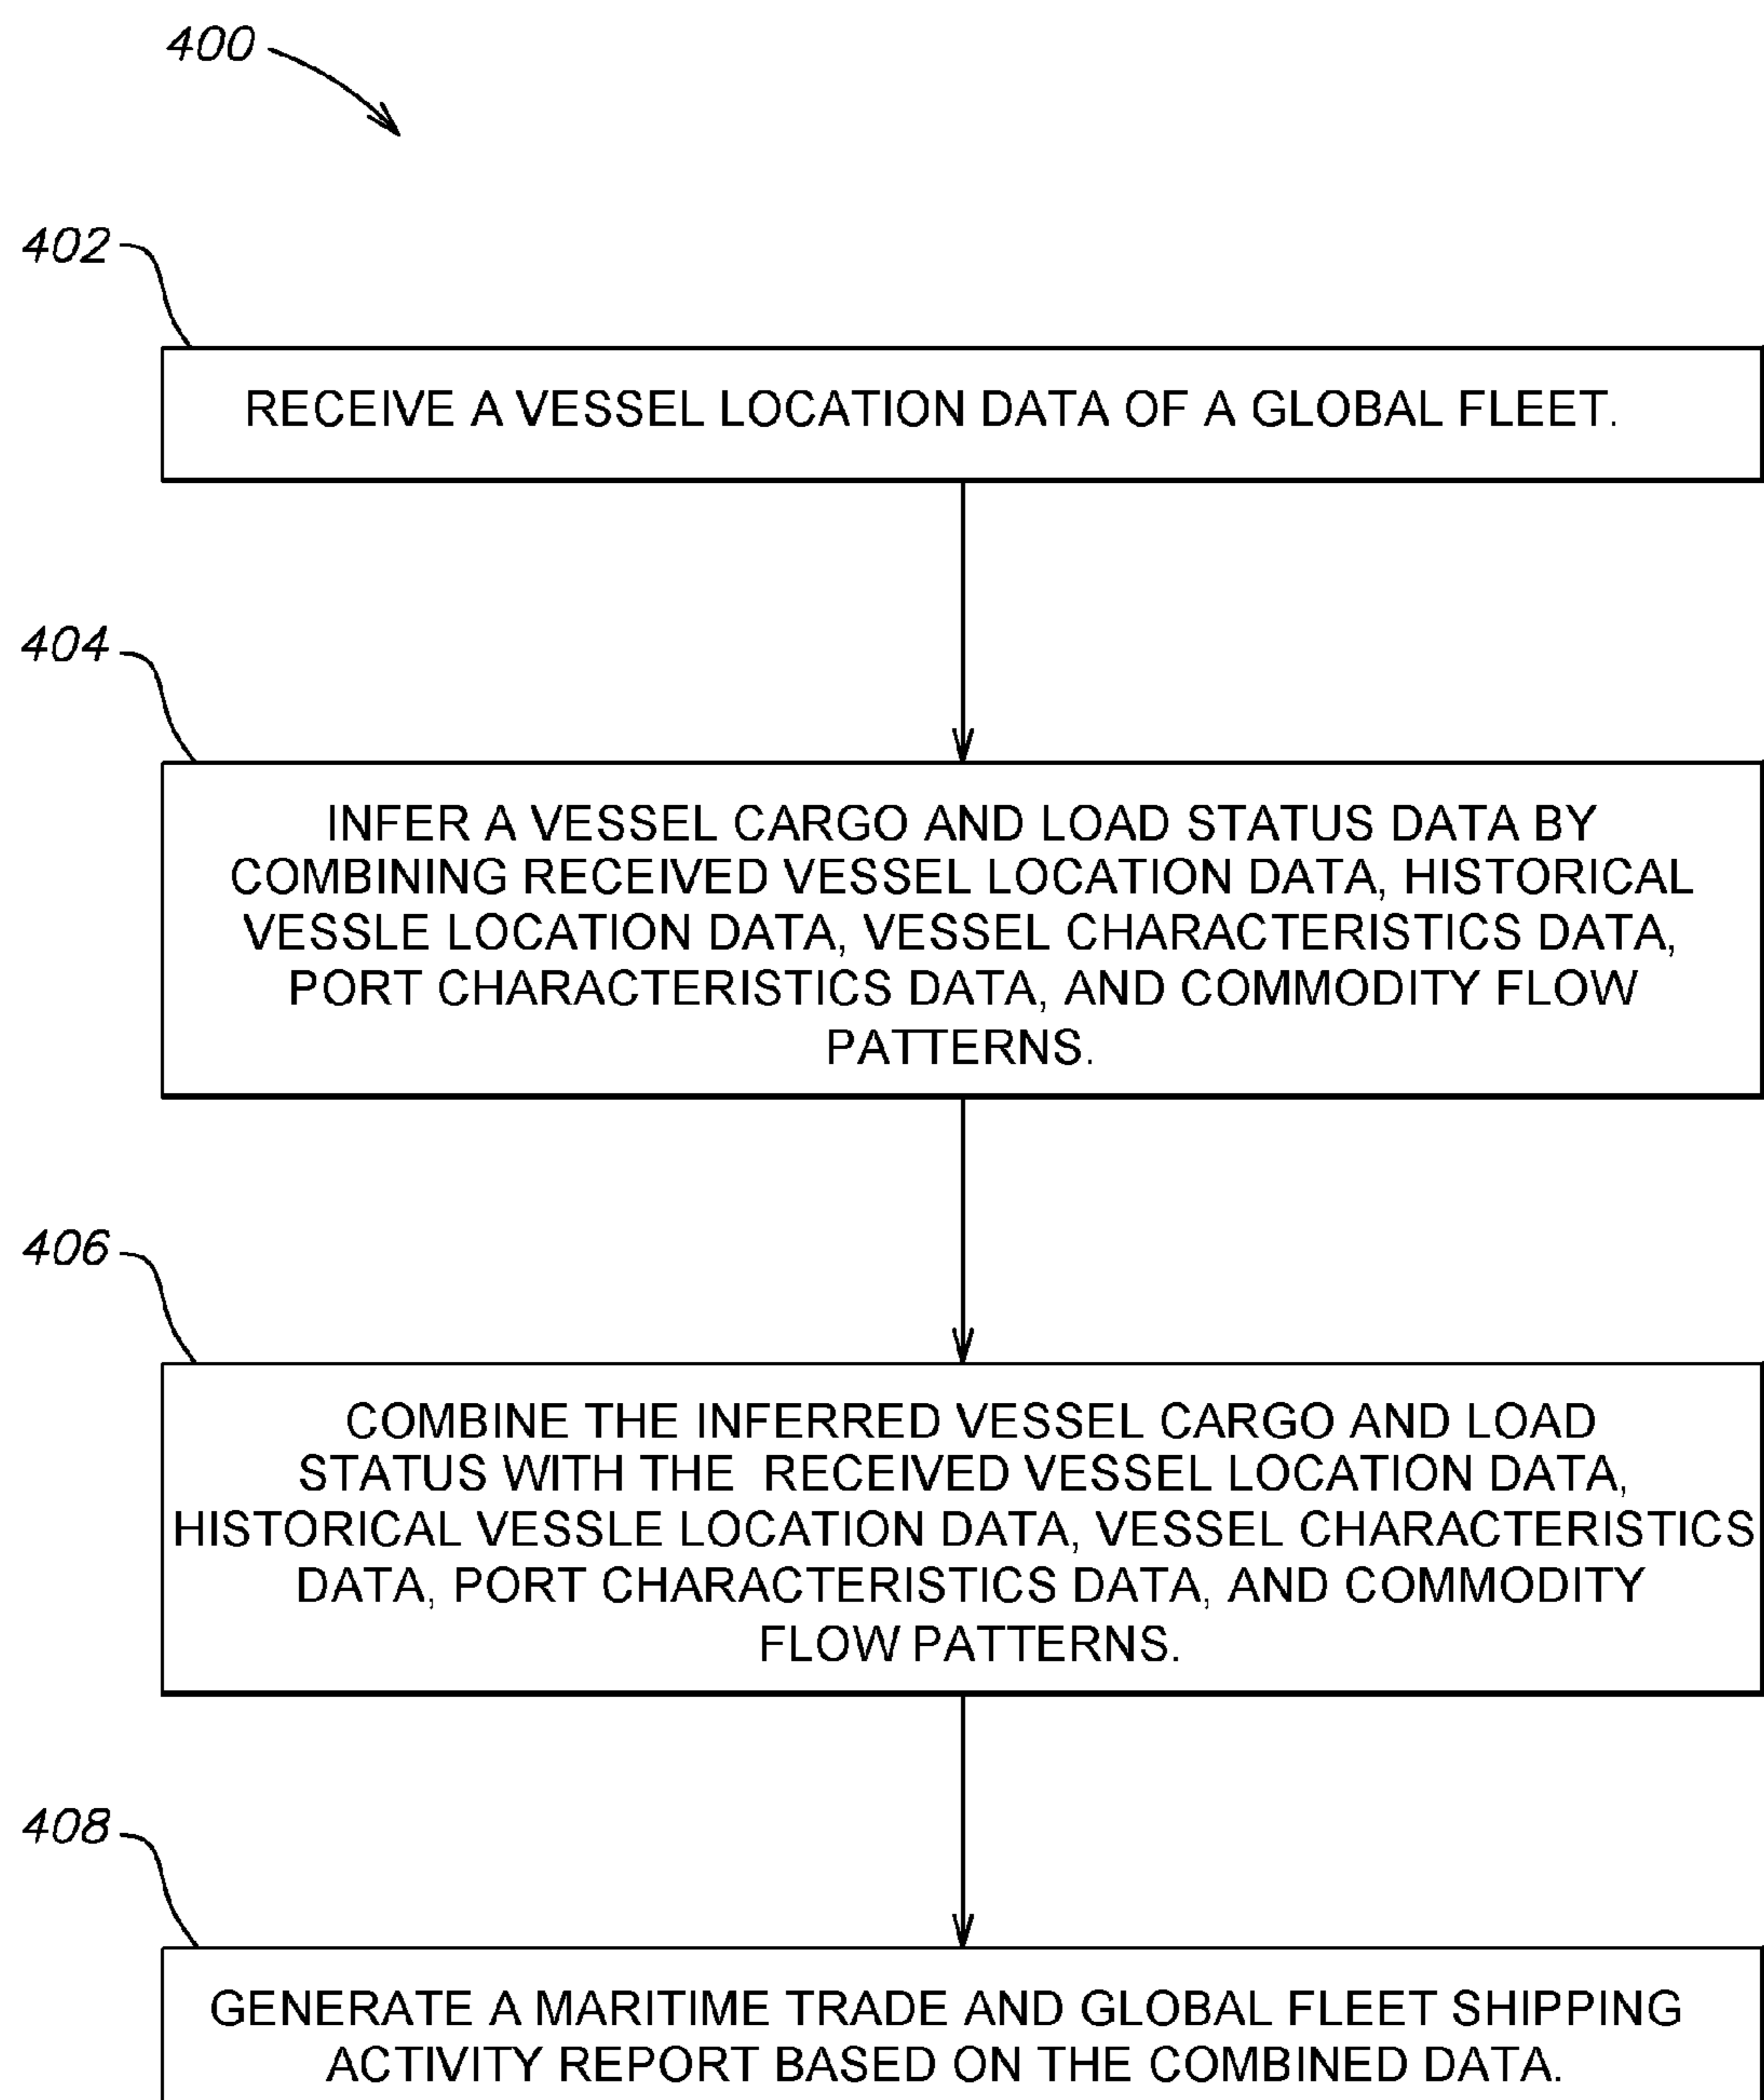 400
402
RECEIVE A VESSEL LOCATION DATA OF A GLOBAL FLEET.
404
INFER A VESSEL CARGO AND LOAD STATUS DATA BY
COMBINING RECEIVED VESSEL LOCATION DATA, HISTORICAL
VESSLE LOCATION DATA, VESSEL CHARACTERISTICS DATA,
PORT CHARACTERISTICS DATA, AND COMMODITY FLOW
PATTERNS.
406
COMBINE THE INFERRED VESSEL CARGO AND LOAD
STATUS WITH THE RECEIVED VESSEL LOCATION DATA,
HISTORICAL VESSLE LOCATION DATA, VESSEL CHARACTERISTICS
DATA, PORT CHARACTERISTICS DATA, AND COMMODITY
FLOW PATTERNS.
408
GENERATE A MARITIME TRADE AND GLOBAL FLEET SHIPPING
ACTIVITY REPORT BASED ON THE COMBINED DATA.